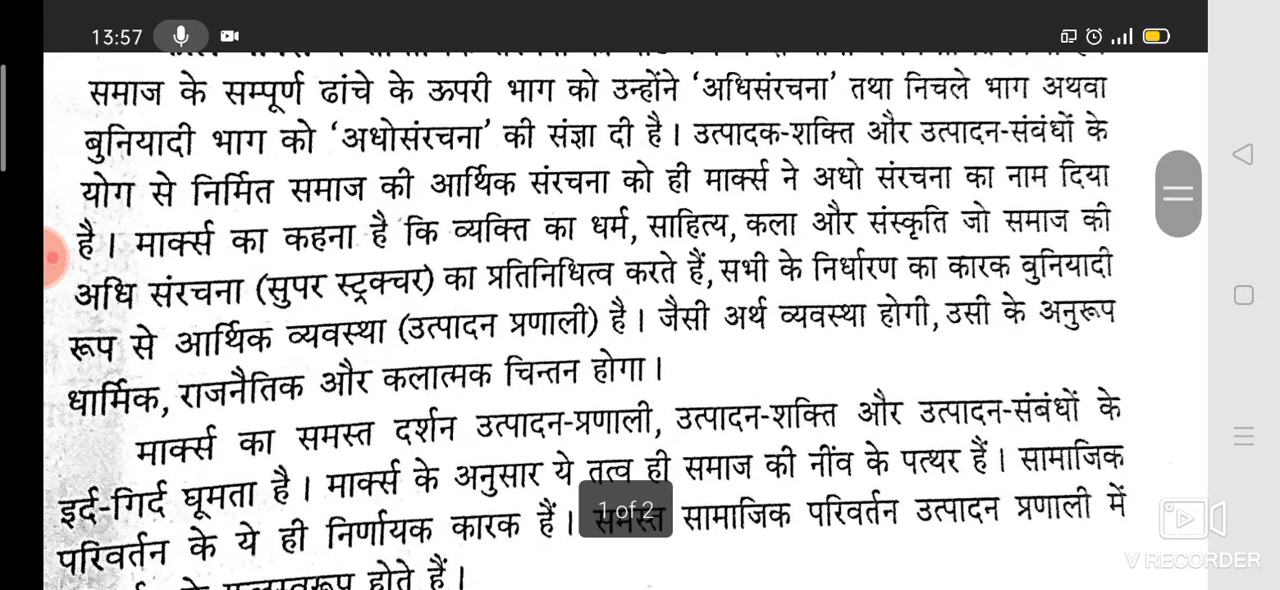 13:57
समाज के सम्पूर्ण ढांचे के ऊपरी भाग को उन्होंने ‘अधिसंरचना’ तथा निचले भाग अथवा
बुनियादी भाग को ‘अधोसंरचना’ की संज्ञा दी है। उत्पादक-शक्ति और उत्पादन-संबंधों के
योग से निर्मित समाज की आर्थिक संरचना को ही मार्क्स ने अधो संरचना का नाम दिया
है। मार्क्स का कहना है कि व्यक्ति का धर्म, साहित्य, कला और संस्कृति जो समाज की
अधि संरचना (सुपर स्ट्रक्चर) का प्रतिनिधित्व करते हैं, सभी के निर्धारण का कारक बुनियादी
रूप से आर्थिक व्यवस्था (उत्पादन प्रणाली) है। जैसी अर्थ व्यवस्था होगी, उसी के अनुरूप
धार्मिक, राजनैतिक और कलात्मक चिन्तन होगा।
मार्क्स का समस्त दर्शन उत्पादन-प्रणाली, उत्पादन-शक्ति और उत्पादन-संबंधों के
इर्द-गिर्द घूमता है। मार्क्स के अनुसार ये तत्व ही समाज की नींव के पत्थर हैं। सामाजिक
परिवर्तन के ये ही निर्णायक कारक हैं। समस्त सामाजिक परिवर्तन उत्पादन प्रणाली में
के फलस्वरूप होते हैं।
1 of 2
V RECORDER